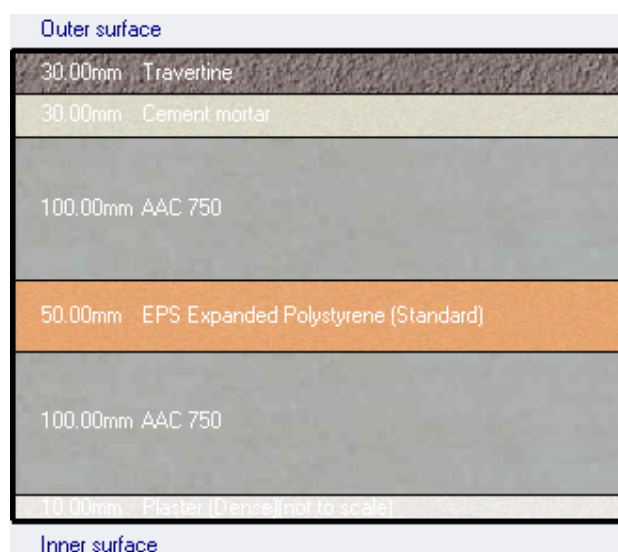 Outer surface
30.00mm Travertine
30.00mm Cement mortar
100.00mm AAC 750
50.00mm EPS Expanded Polystyrene (Standard)
100.00mm AAC 750
10.00mm Plaster (Dense)(not to scale)
Inner surface